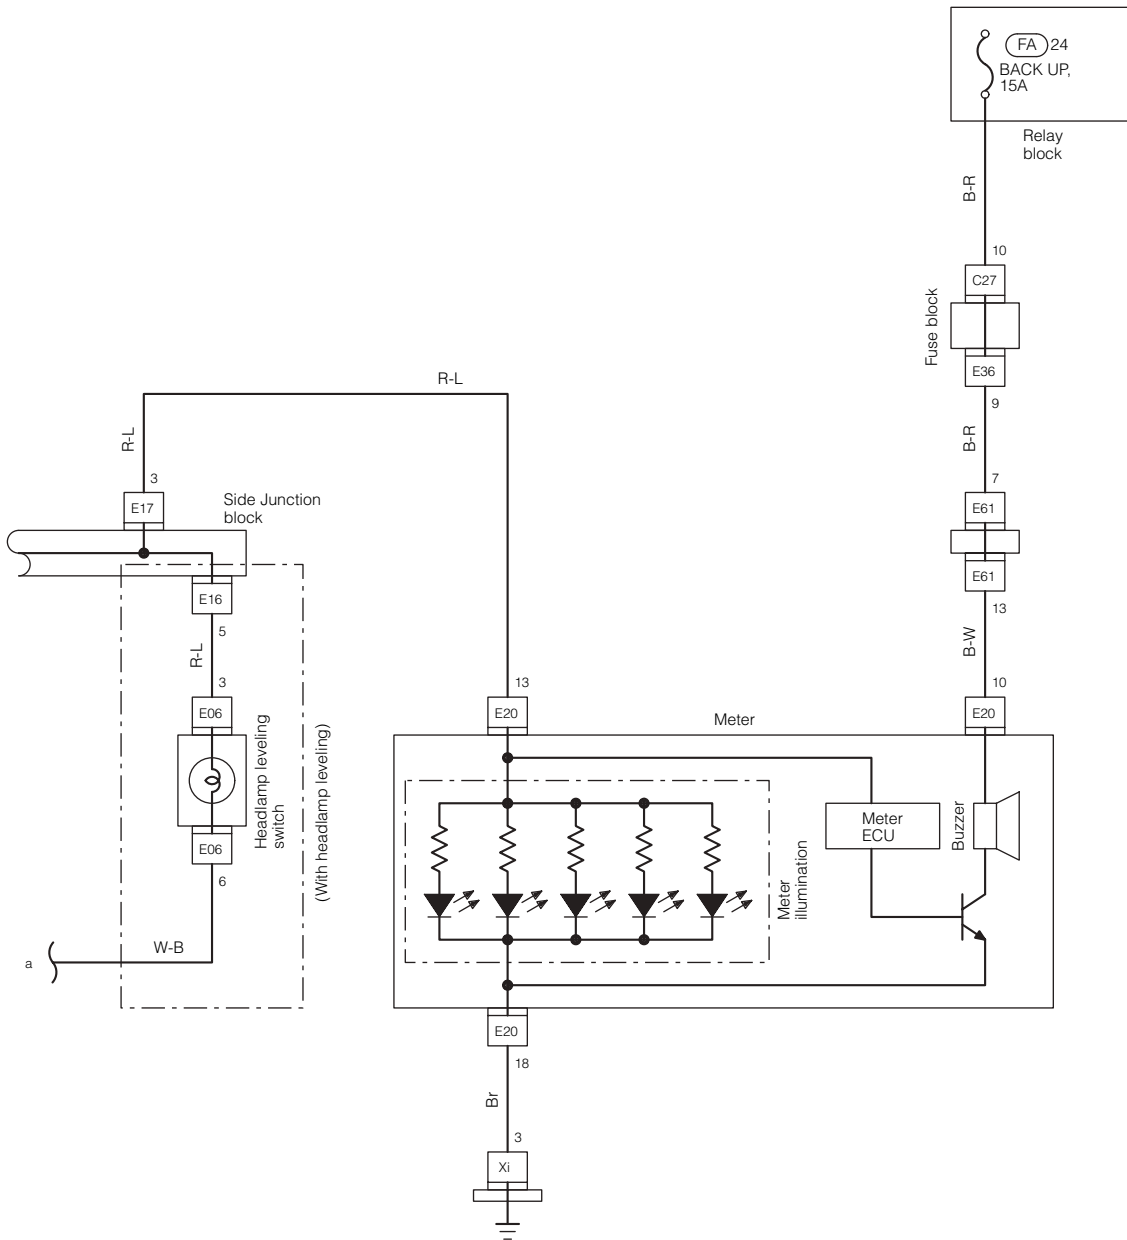 FA 24
BACK UP,
15A
Relay
block
B-R
10
C27
Fuse block
E36
9
R-L
B-R
R-L
3
7
E17
Side Junction
block
E61
E61
E16
13
5
R-L
B-W
3
13
10
E06
E20
Meter
E20
Headlamp leveling
switch
(With headlamp leveling)
Meter
ECU
Buzzer
E06
6
Meter
illumination
W-B
a
E20
18
Br
3
Xi